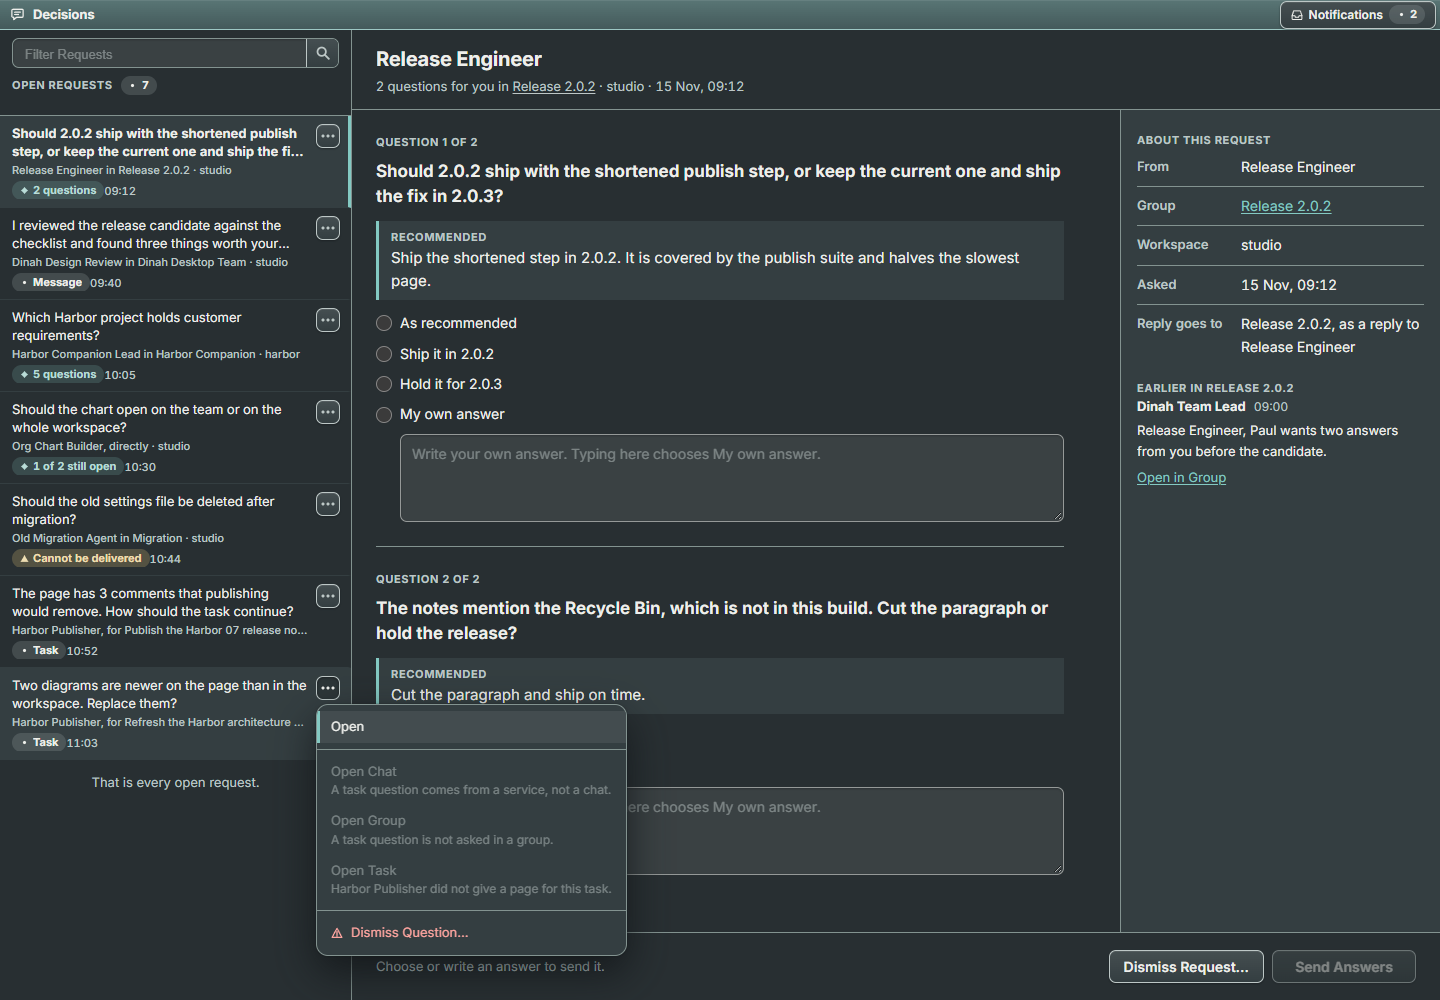 Decisions
Notifications • 2
Filter Requests
OPEN REQUESTS • 7
Should 2.0.2 ship with the shortened publish
step, or keep the current one and ship the fi...
Release Engineer in Release 2.0.2 · studio
2 questions 09:12
I reviewed the release candidate against the
checklist and found three things worth your...
Dinah Design Review in Dinah Desktop Team · studio
• Message 09:40
Which Harbor project holds customer
requirements?
Harbor Companion Lead in Harbor Companion · harbor
5 questions 10:05
Should the chart open on the team or on the
whole workspace?
Org Chart Builder, directly · studio
1 of 2 still open 10:30
Should the old settings file be deleted after
migration?
Old Migration Agent in Migration · studio
Cannot be delivered 10:44
The page has 3 comments that publishing
would remove. How should the task continue?
Harbor Publisher, for Publish the Harbor 07 release no...
• Task 10:52
Two diagrams are newer on the page than in the
workspace. Replace them?
Harbor Publisher, for Refresh the Harbor architecture ...
• Task 11:03
That is every open request.
Release Engineer
2 questions for you in Release 2.0.2 · studio · 15 Nov, 09:12
QUESTION 1 OF 2
Should 2.0.2 ship with the shortened publish step, or keep the current one and ship
the fix in 2.0.3?
RECOMMENDED
Ship the shortened step in 2.0.2. It is covered by the publish suite and halves the slowest
page.
As recommended
Ship it in 2.0.2
Hold it for 2.0.3
My own answer
Write your own answer. Typing here chooses My own answer.
QUESTION 2 OF 2
The notes mention the Recycle Bin, which is not in this build. Cut the paragraph or
hold the release?
RECOMMENDED
Cut the paragraph and ship on time.
ere chooses My own answer.
Open
Open Chat
A task question comes from a service, not a chat.
Open Group
A task question is not asked in a group.
Open Task
Harbor Publisher did not give a page for this task.
Dismiss Question...
Choose or write an answer to send it.
Dismiss Request...
Send Answers
ABOUT THIS REQUEST
From Release Engineer
Group Release 2.0.2
Workspace studio
Asked 15 Nov, 09:12
Reply goes to Release 2.0.2, as a reply to
Release Engineer
EARLIER IN RELEASE 2.0.2
Dinah Team Lead 09:00
Release Engineer, Paul wants two answers
from you before the candidate.
Open in Group